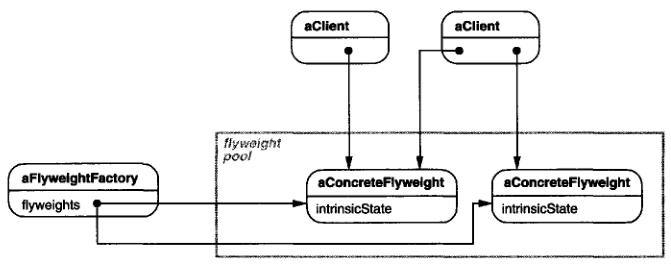 aClient
aClient
flyweight
pool
aFlyweightFactory
flyweights
aConcreteFlyweight
intrinsicState
aConcreteFlyweight
intrinsicState